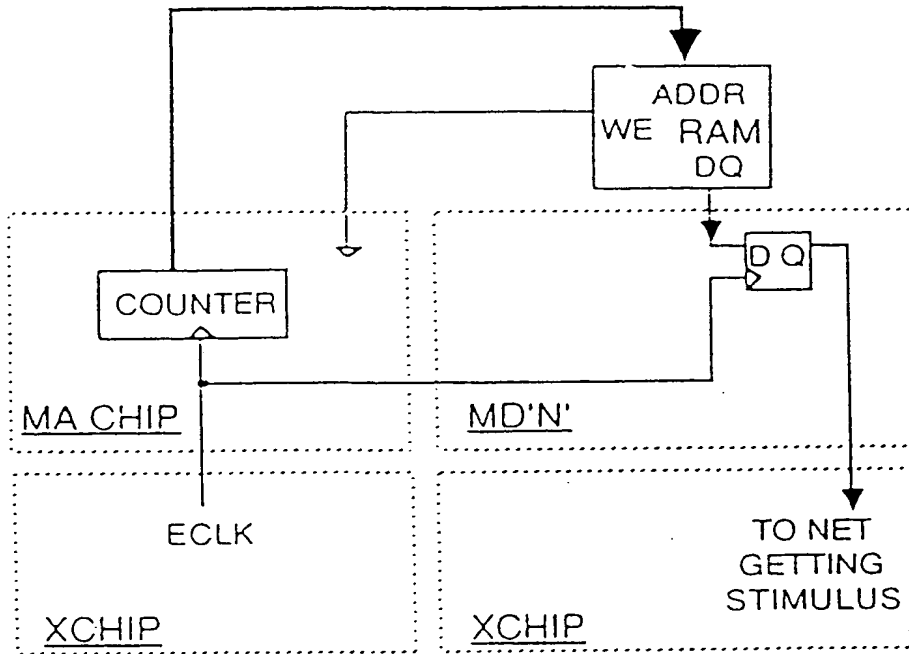 ADDR
WE RAM
DQ
D Q
COUNTER
MA CHIP
MD'N'
ECLK
TO NET
GETTING
STIMULUS
XCHIP
XCHIP